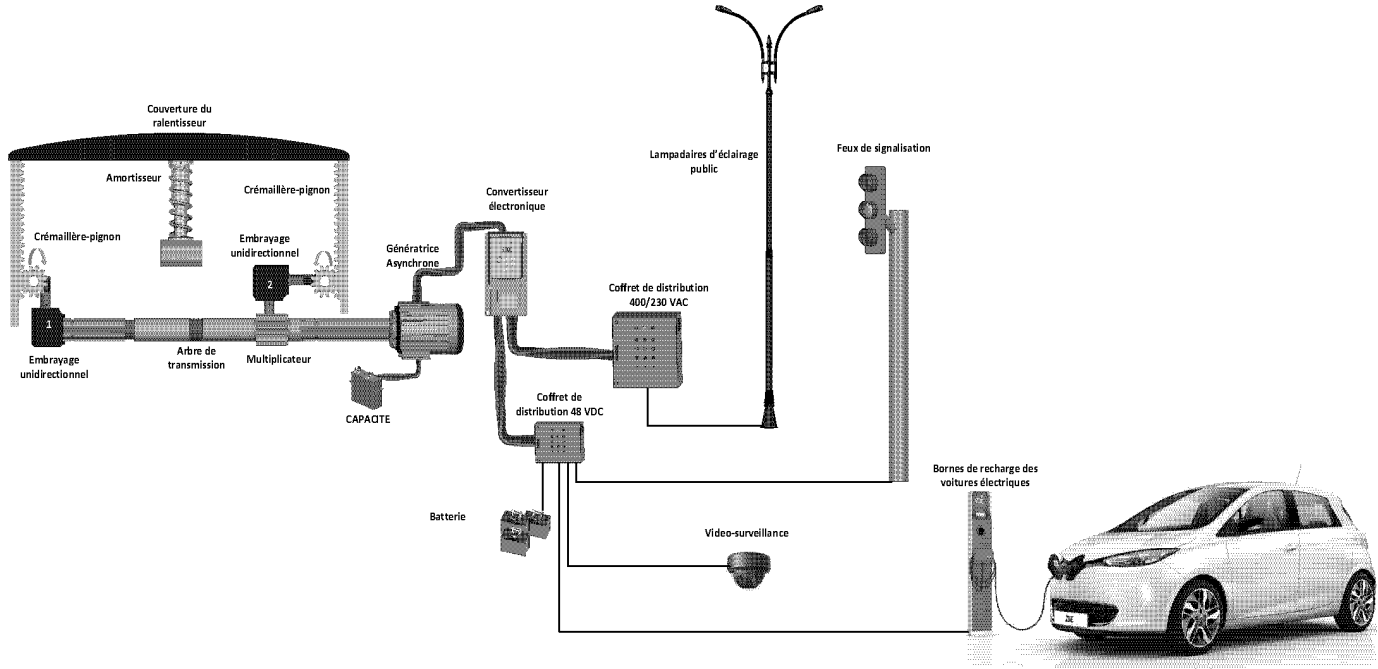 Couverture du
ralentisseur
Amortisseur
Crémaillère-pignon
Crémaillère-pignon
Embrayage
unidirectionnel
2
1
Embrayage
unidirectionnel
Arbre de
transmission
Multiplicateur
Génératrice
Asynchrone
CAPACITE
Convertisseur
électronique
Coffret de distribution
400/230 VAC
Coffret de
distribution 48 VDC
Batterie
Lampadaires d'éclairage
public
Feux de signalisation
Video-surveillance
Bornes de recharge des
voitures électriques
ZOE